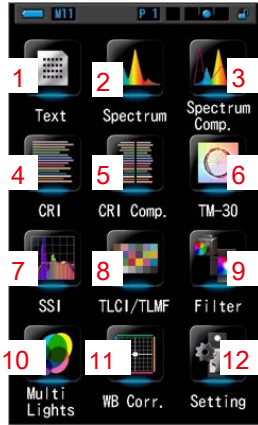 M11 P 1
1 2 3
Text Spectrum Spectrum Comp.
4 5 6
CRI CRI Comp. TM-30
7 8 9
SSI TLCI/TLMF Filter
10 11 12
Multi Lights WB Corr. Setting